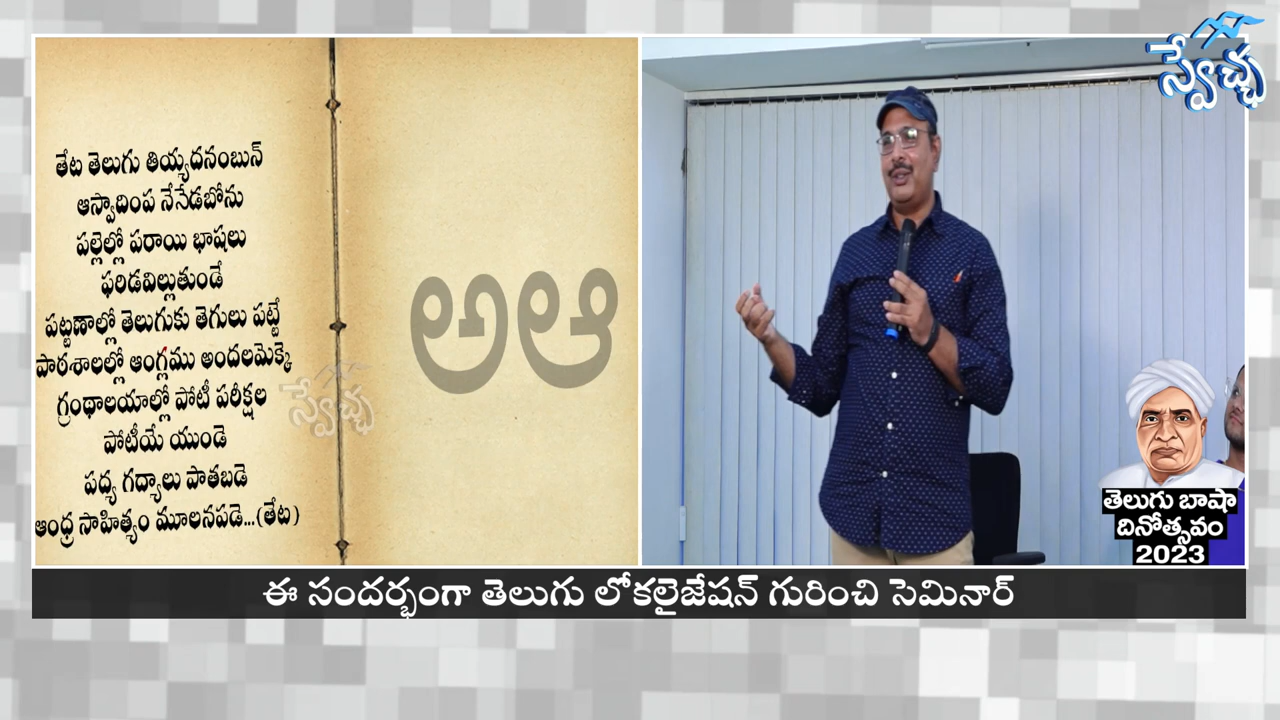 స్వేచ్ఛ
తేట తెలుగు తియ్యదనంబున్
ఆస్వాదింప నేనేడబోను
పల్లెల్లో పరాయి భాషలు
ఫరిడవిల్లుతుండే
పట్టణాల్లో తెలుగుకు తెగులు పట్టే
పాఠశాలల్లో ఆంగ్లము అందలమెక్కె
గ్రంథాలయాల్లో పోటీ పరీక్షల
పోటీయే యుండె
పద్య గద్యాలు పాతబడె
ఆంధ్ర సాహిత్యం మూలనపడె...(తేట)
అఆ
స్వేచ్ఛ
తెలుగు బాషా
దినోత్సవం
2023
ఈ సందర్భంగా తెలుగు లోకలైజేషన్ గురించి సెమినార్